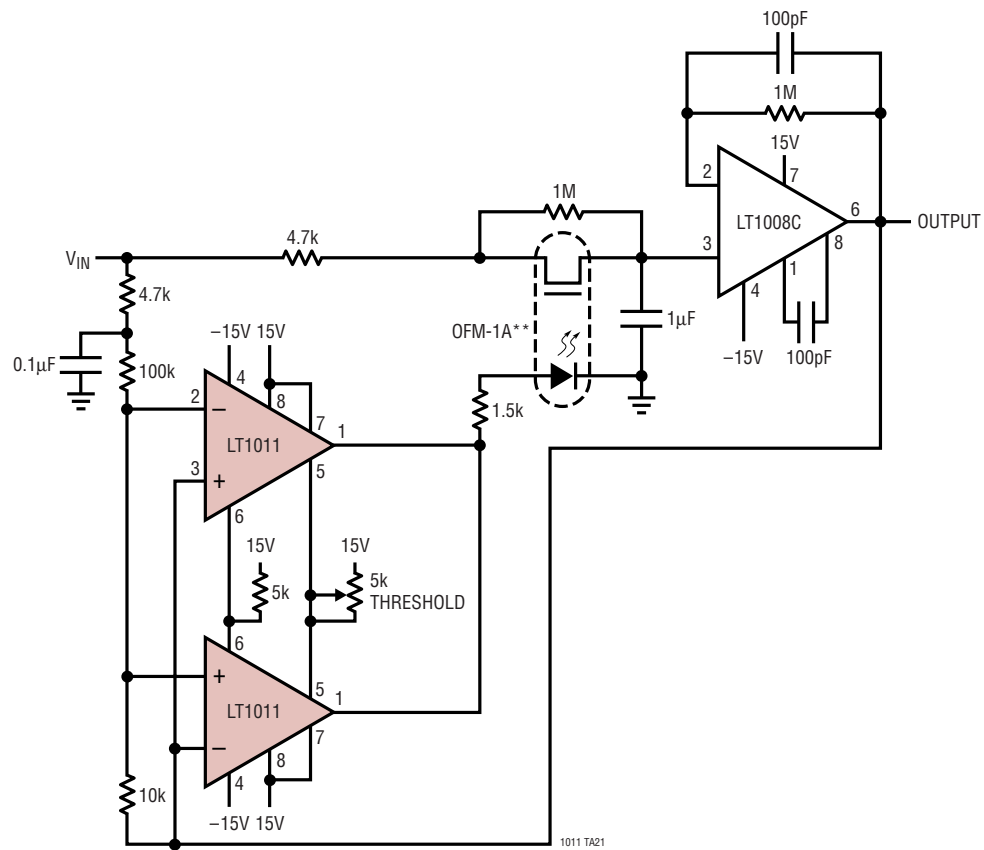 100pF
1M
15V
2
7
1M
LT1008C
6
OUTPUT
8
4.7k
VIN
3
1
4.7k
4
–15V 15V
OFM-1A**
1µF
0.1µF
100k
–15V
100pF
4
2
–
8
7
1.5k
LT1011
1
3
+
5
6
15V
15V
5k
5k
THRESHOLD
6
+
5
1
LT1011
7
–
8
10k
4
–15V 15V
1011 TA21